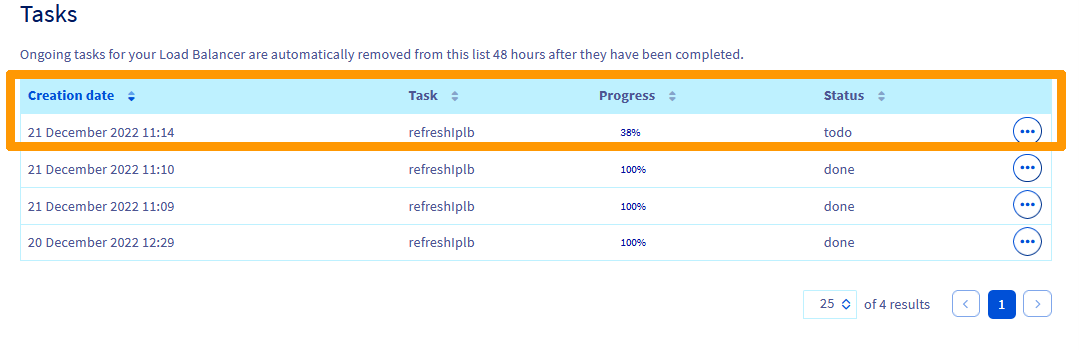 Tasks
Ongoing tasks for your Load Balancer are automatically removed from this list 48 hours after they have been completed.
Creation date Task Progress Status
21 December 2022 11:14 refreshIplb 38% todo
21 December 2022 11:10 refreshIplb 100% done
21 December 2022 11:09 refreshIplb 100% done
20 December 2022 12:29 refreshIplb 100% done
25 of 4 results 1